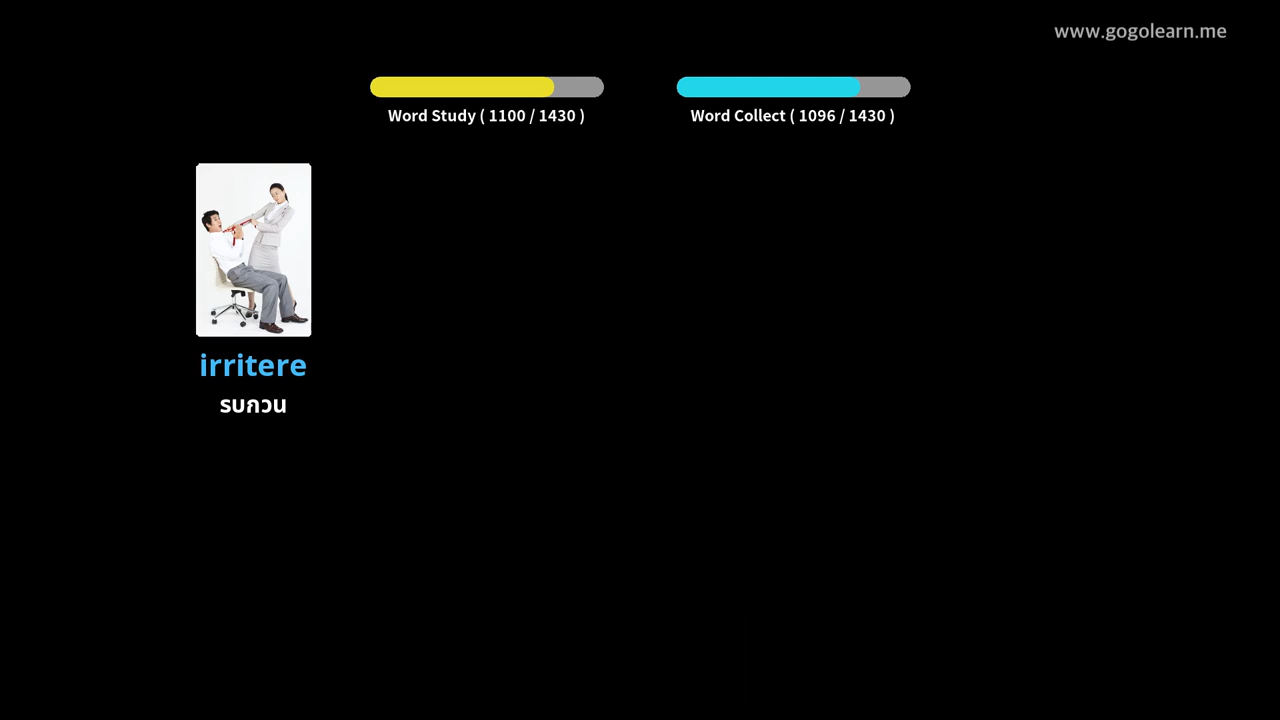 www.gogolearn.me
Word Study ( 1100 / 1430 )
Word Collect ( 1096 / 1430 )
irritere
รบกวน